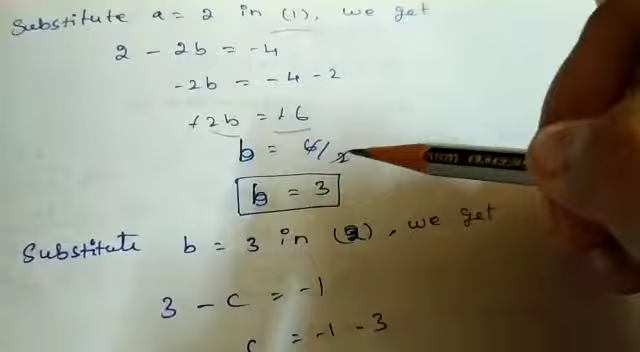 Substitute a = 2 in (1), we get
2 - 2b = -4
-2b = -4 - 2
+2b = +6
b = 6/2
b = 3
Substitute b = 3 in (2), we get
3 - c = -1
c = -1 - 3